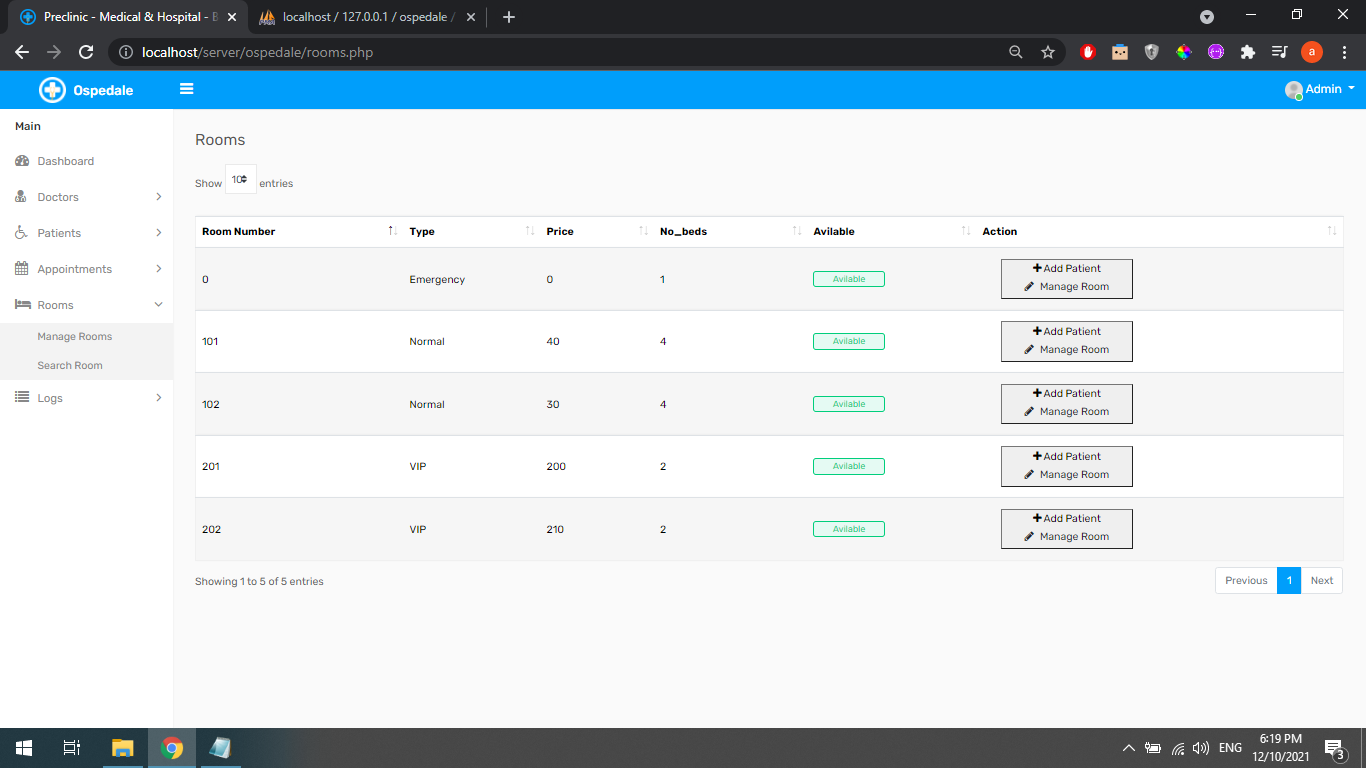 Preclinic - Medical & Hospital - B
localhost / 127.0.0.1 / ospedale /
localhost/server/ospedale/rooms.php
a
Ospedale
Admin
Main
Dashboard
Doctors
Patients
Appointments
Rooms
Manage Rooms
Search Room
Logs
Rooms
Show 10 entries
Room Number Type Price No_beds Avilable Action
0 Emergency 0 1 Avilable Add Patient
Manage Room
101 Normal 40 4 Avilable Add Patient
Manage Room
102 Normal 30 4 Avilable Add Patient
Manage Room
201 VIP 200 2 Avilable Add Patient
Manage Room
202 VIP 210 2 Avilable Add Patient
Manage Room
Showing 1 to 5 of 5 entries
Previous 1 Next
ENG
6:19 PM
12/10/2021
3